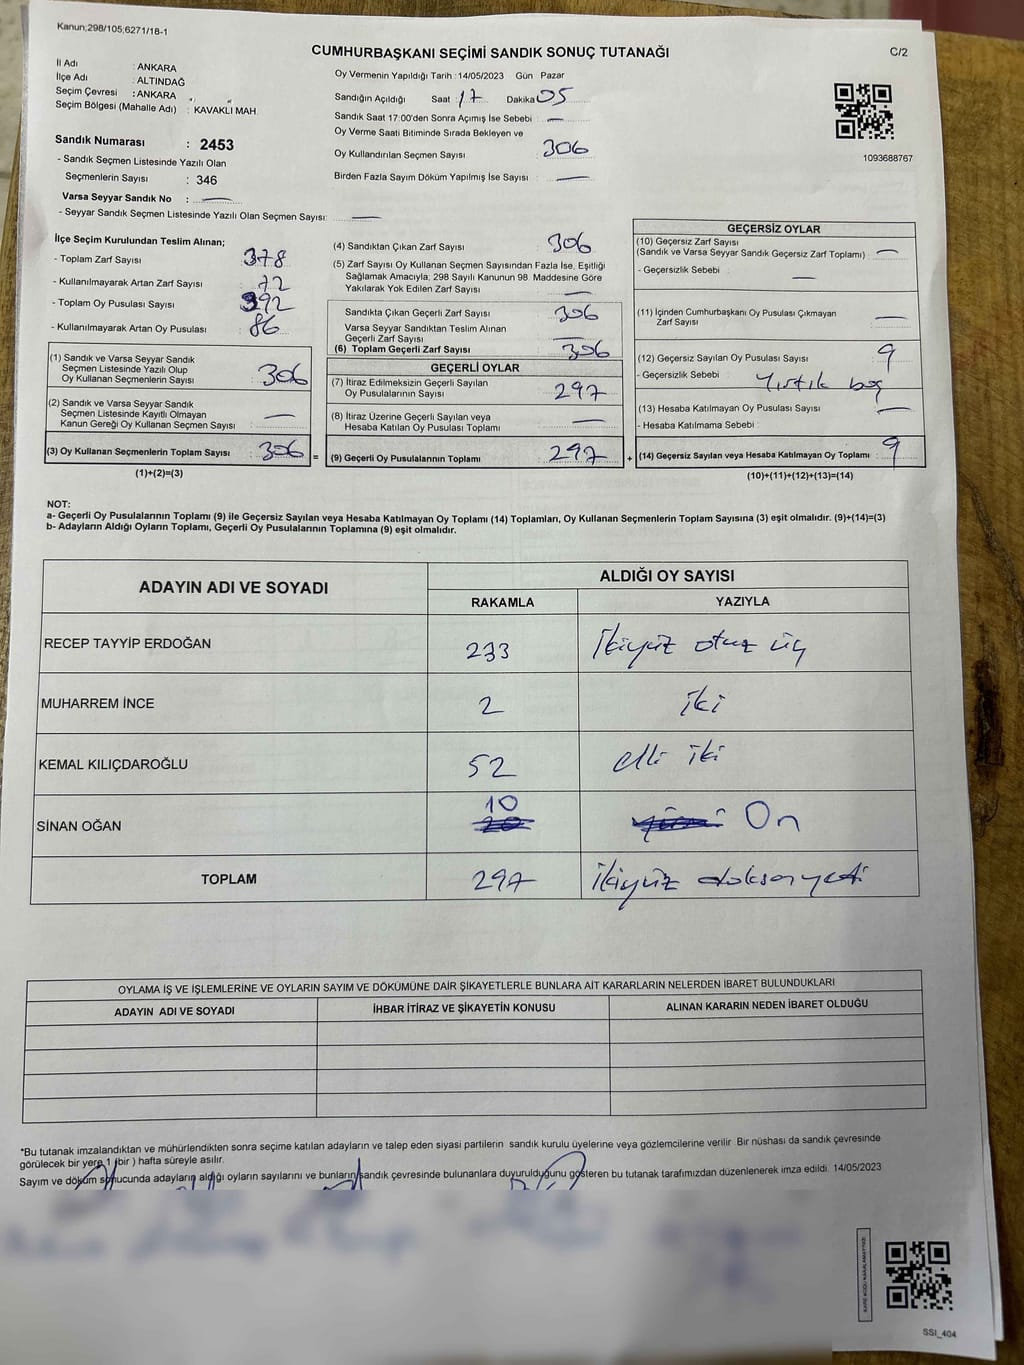 Kanun;298/105;6271/18-1
CUMHURBAŞKANI SEÇİMİ SANDIK SONUÇ TUTANAĞI
C/2
İl Adı : ANKARA
İlçe Adı : ALTINDAĞ
Seçim Çevresi : ANKARA
Seçim Bölgesi (Mahalle Adı) : KAVAKLI MAH.
Sandık Numarası : 2453
- Sandık Seçmen Listesinde Yazılı Olan
Seçmenlerin Sayısı : 346
Varsa Seyyar Sandık No : —
- Seyyar Sandık Seçmen Listesinde Yazılı Olan Seçmen Sayısı: —
Oy Vermenin Yapıldığı Tarih : 14/05/2023 Gün Pazar
Sandığın Açıldığı Saat : 17 Dakika 05
Sandık Saat 17:00'den Sonra Açımış İse Sebebi : —
Oy Verme Saati Bitiminde Sırada Bekleyen ve
Oy Kullandırılan Seçmen Sayısı 306
Birden Fazla Sayım Döküm Yapılmış İse Sayısı : —
1093688767
İlçe Seçim Kurulundan Teslim Alınan;
- Toplam Zarf Sayısı : 378
- Kullanılmayarak Artan Zarf Sayısı : 72
- Toplam Oy Pusulası Sayısı : 392
- Kullanılmayarak Artan Oy Pusulası : 86
(1) Sandık ve Varsa Seyyar Sandık
Seçmen Listesinde Yazılı Olup
Oy Kullanan Seçmenlerin Sayısı : 306
(2) Sandık ve Varsa Seyyar Sandık
Seçmen Listesinde Kayıtlı Olmayan
Kanun Gereği Oy Kullanan Seçmen Sayısı : —
(3) Oy Kullanan Seçmenlerin Toplam Sayısı : 306
(1)+(2)=(3)
(4) Sandıktan Çıkan Zarf Sayısı 306
(5) Zarf Sayısı Oy Kullanan Seçmen Sayısından Fazla İse, Eşitliği
Sağlamak Amacıyla; 298 Sayılı Kanunun 98. Maddesine Göre
Yakılarak Yok Edilen Zarf Sayısı —
Sandıkta Çıkan Geçerli Zarf Sayısı 306
Varsa Seyyar Sandıktan Teslim Alınan
Geçerli Zarf Sayısı —
(6) Toplam Geçerli Zarf Sayısı 306
GEÇERLİ OYLAR
(7) İtiraz Edilmeksizin Geçerli Sayılan
Oy Pusulalarının Sayısı : 297
(8) İtiraz Üzerine Geçerli Sayılan veya
Hesaba Katılan Oy Pusulası Toplamı : —
= (9) Geçerli Oy Pusulalarının Toplamı : 297
GEÇERSİZ OYLAR
(10) Geçersiz Zarf Sayısı
(Sandık ve Varsa Seyyar Sandık Geçersiz Zarf Toplamı) : —
- Geçersizlik Sebebi : —
(11) İçinden Cumhurbaşkanı Oy Pusulası Çıkmayan
Zarf Sayısı : —
(12) Geçersiz Sayılan Oy Pusulası Sayısı : 9
- Geçersizlik Sebebi : Yırtık boş
(13) Hesaba Katılmayan Oy Pusulası Sayısı : —
- Hesaba Katılmama Sebebi :
+ (14) Geçersiz Sayılan veya Hesaba Katılmayan Oy Toplamı : 9
(10)+(11)+(12)+(13)=(14)
NOT:
a- Geçerli Oy Pusulalarının Toplamı (9) ile Geçersiz Sayılan veya Hesaba Katılmayan Oy Toplamı (14) Toplamları, Oy Kullanan Seçmenlerin Toplam Sayısına (3) eşit olmalıdır. (9)+(14)=(3)
b- Adayların Aldığı Oyların Toplamı, Geçerli Oy Pusulalarının Toplamına (9) eşit olmalıdır.
ADAYIN ADI VE SOYADI
ALDIĞI OY SAYISI
RAKAMLA YAZIYLA
RECEP TAYYİP ERDOĞAN 233 İkiyüz otuz üç
MUHARREM İNCE 2 iki
KEMAL KILIÇDAROĞLU 52 elli iki
SİNAN OĞAN 10 On
TOPLAM 297 ikiyüz doksanyedi
OYLAMA İŞ VE İŞLEMLERİNE VE OYLARIN SAYIM VE DÖKÜMÜNE DAİR ŞİKAYETLERLE BUNLARA AİT KARARLARIN NELERDEN İBARET BULUNDUKLARI
ADAYIN ADI VE SOYADI İHBAR İTİRAZ VE ŞİKAYETİN KONUSU ALINAN KARARIN NEDEN İBARET OLDUĞU
*Bu tutanak imzalandıktan ve mühürlendikten sonra seçime katılan adayların ve talep eden siyasi partilerin sandık kurulu üyelerine veya gözlemcilerine verilir Bir nüshası da sandık çevresinde
görülecek bir yere 1 (bir ) hafta süreyle asılır.
Sayım ve döküm sonucunda adayların aldığı oyların sayılarını ve bunların sandık çevresinde bulunanlara duyurulduğunu gösteren bu tutanak tarafımızdan düzenlenerek imza edildi. 14/05/2023
KARE KODU KARALAMAYINIZ!
SSI_404